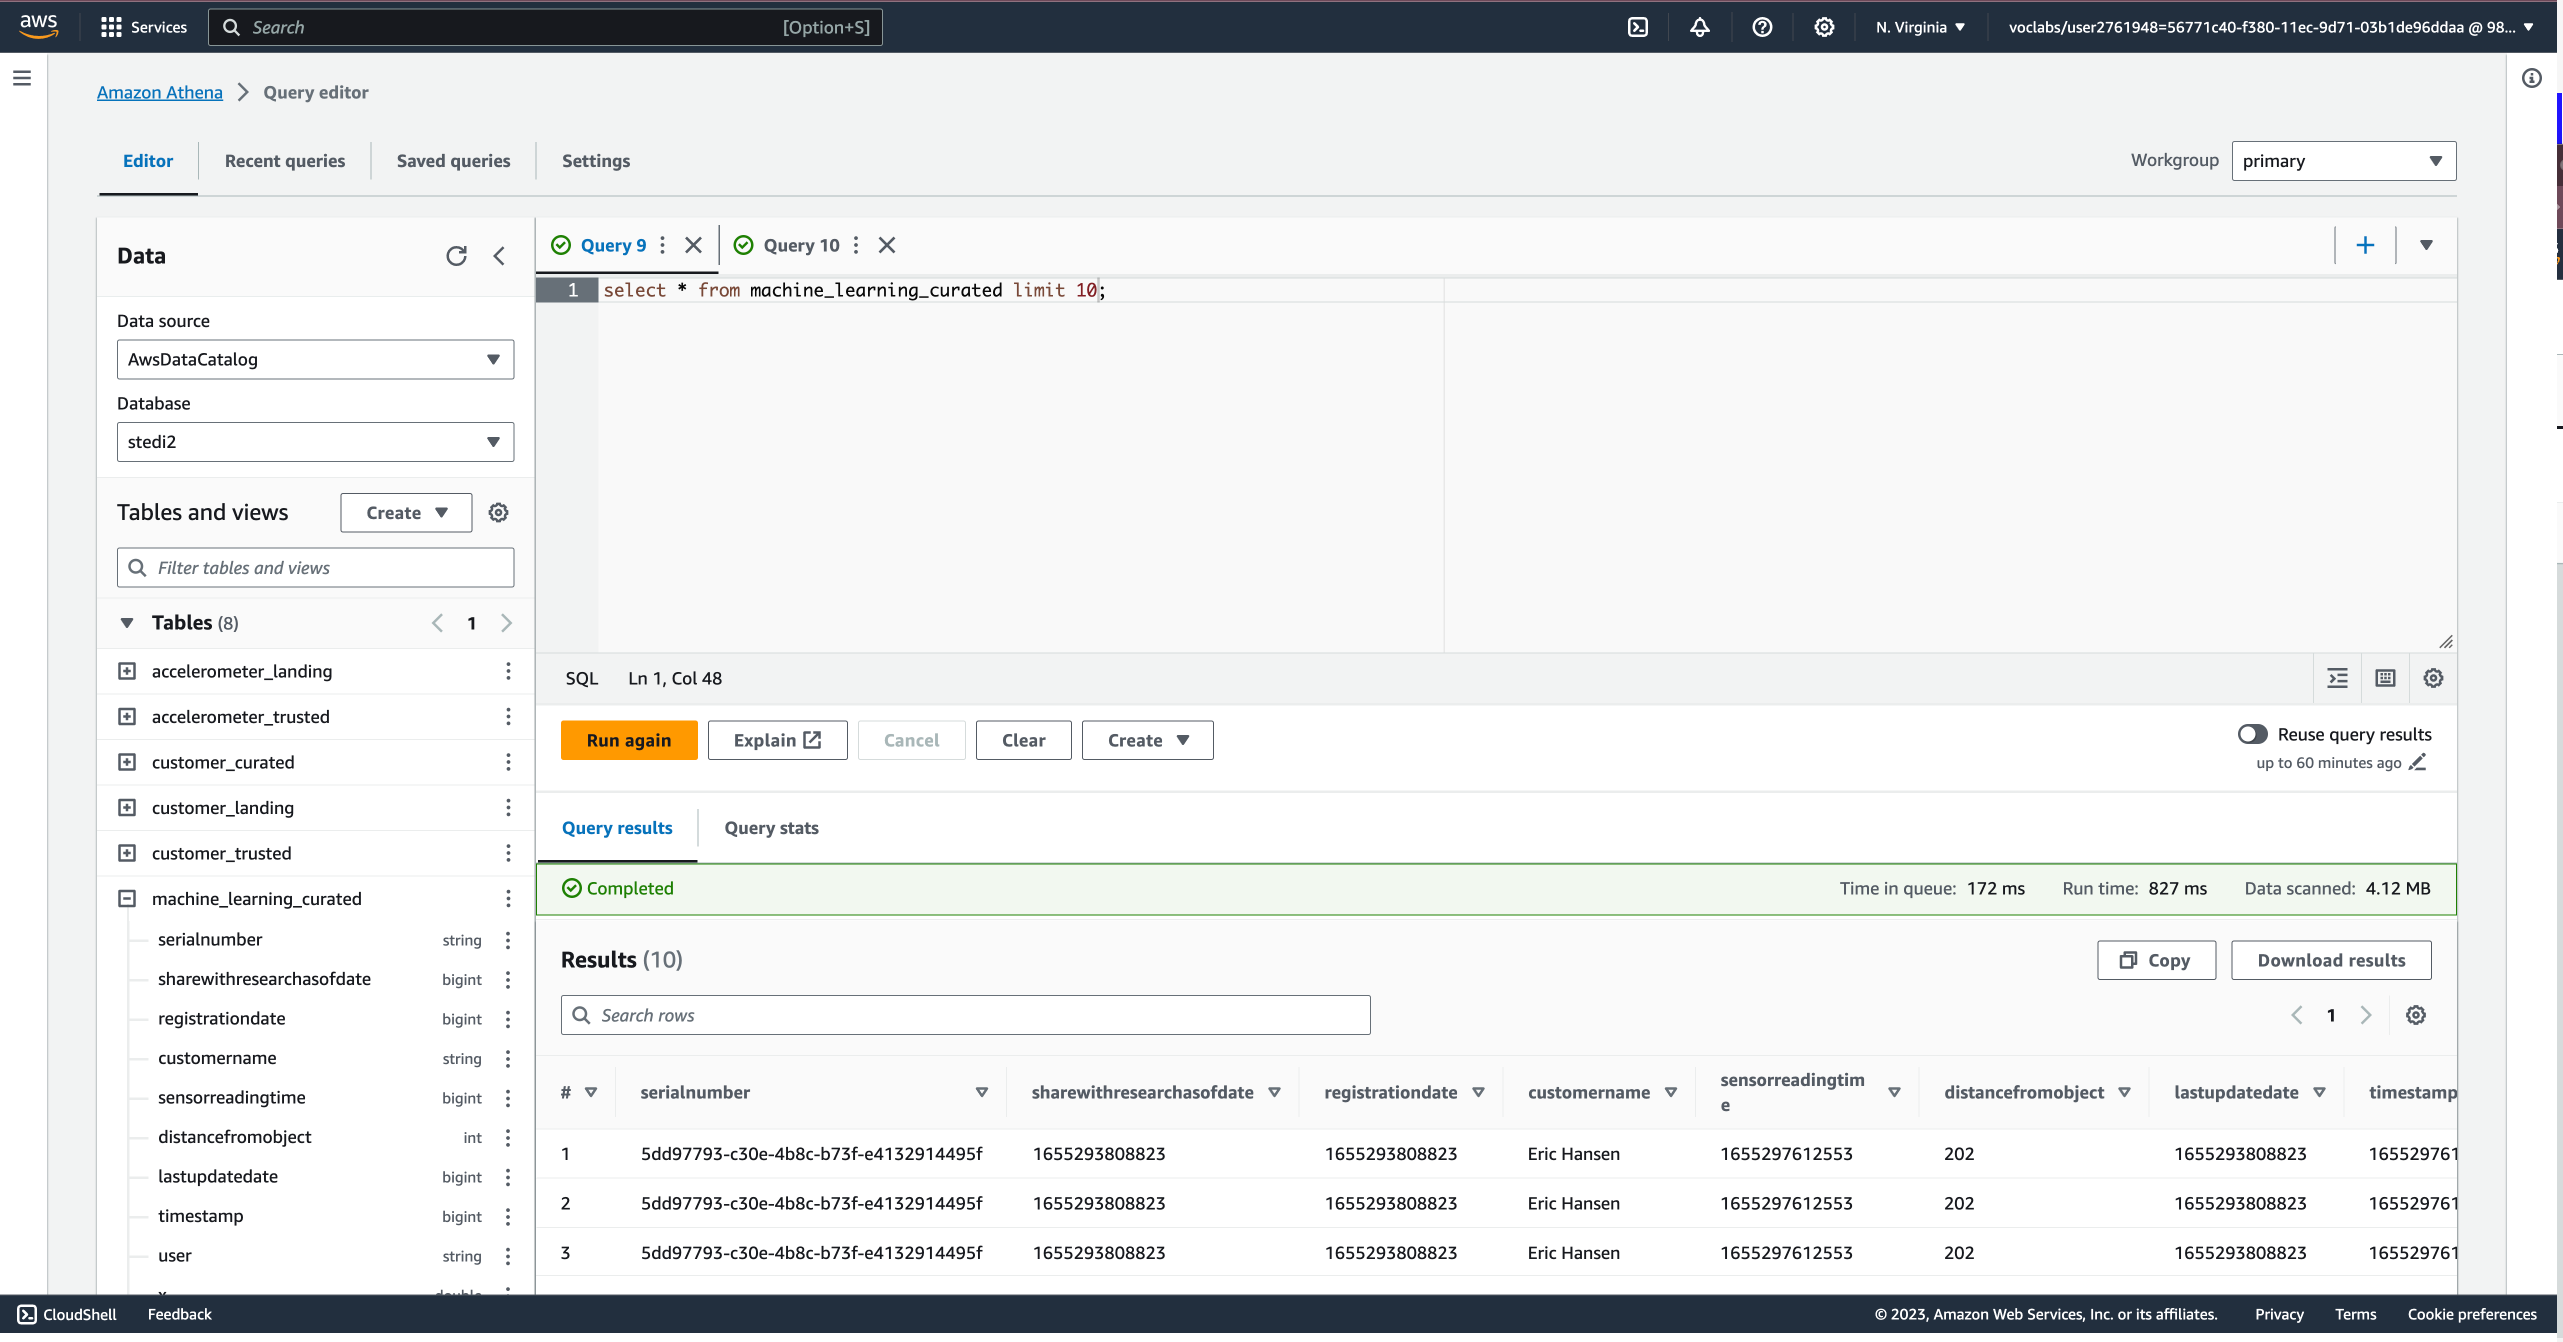 aws
Services
Search
[Option+S]
N. Virginia
voclabs/user2761948=56771c40-f380-11ec-9d71-03b1de96ddaa @ 98...
Amazon Athena
Query editor
Editor
Recent queries
Saved queries
Settings
Workgroup
primary
Data
Data source
AwsDataCatalog
Database
stedi2
Tables and views
Create
Filter tables and views
Tables (8)
1
accelerometer_landing
accelerometer_trusted
customer_curated
customer_landing
customer_trusted
machine_learning_curated
serialnumber string
sharewithresearchasofdate bigint
registrationdate bigint
customername string
sensorreadingtime bigint
distancefromobject int
lastupdateddate bigint
timestamp bigint
user string
Query 9
Query 10
1 select * from machine_learning_curated limit 10;
SQL Ln 1, Col 48
Run again
Explain
Cancel
Clear
Create
Reuse query results
up to 60 minutes ago
Query results
Query stats
Completed
Time in queue: 172 ms Run time: 827 ms Data scanned: 4.12 MB
Results (10)
Copy
Download results
Search rows
1
# serialnumber sharewithresearchasofdate registrationdate customername sensorreadingtime distancefromobject lastupdateddate timestamp
1 5dd97793-c30e-4b8c-b73f-e4132914495f 1655293808823 1655293808823 Eric Hansen 1655297612553 202 1655293808823 165529761
2 5dd97793-c30e-4b8c-b73f-e4132914495f 1655293808823 1655293808823 Eric Hansen 1655297612553 202 1655293808823 165529761
3 5dd97793-c30e-4b8c-b73f-e4132914495f 1655293808823 1655293808823 Eric Hansen 1655297612553 202 1655293808823 165529761
CloudShell
Feedback
© 2023, Amazon Web Services, Inc. or its affiliates.
Privacy
Terms
Cookie preferences